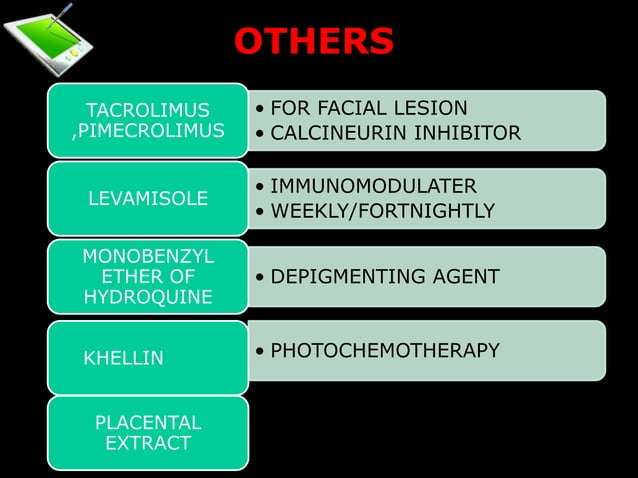 OTHERS
TACROLIMUS
,PIMECROLIMUS
• FOR FACIAL LESION
• CALCINEURIN INHIBITOR
LEVAMISOLE
• IMMUNOMODULATER
• WEEKLY/FORTNIGHTLY
MONOBENZYL
ETHER OF
HYDROQUINE
• DEPIGMENTING AGENT
KHELLIN
• PHOTOCHEMOTHERAPY
PLACENTAL
EXTRACT